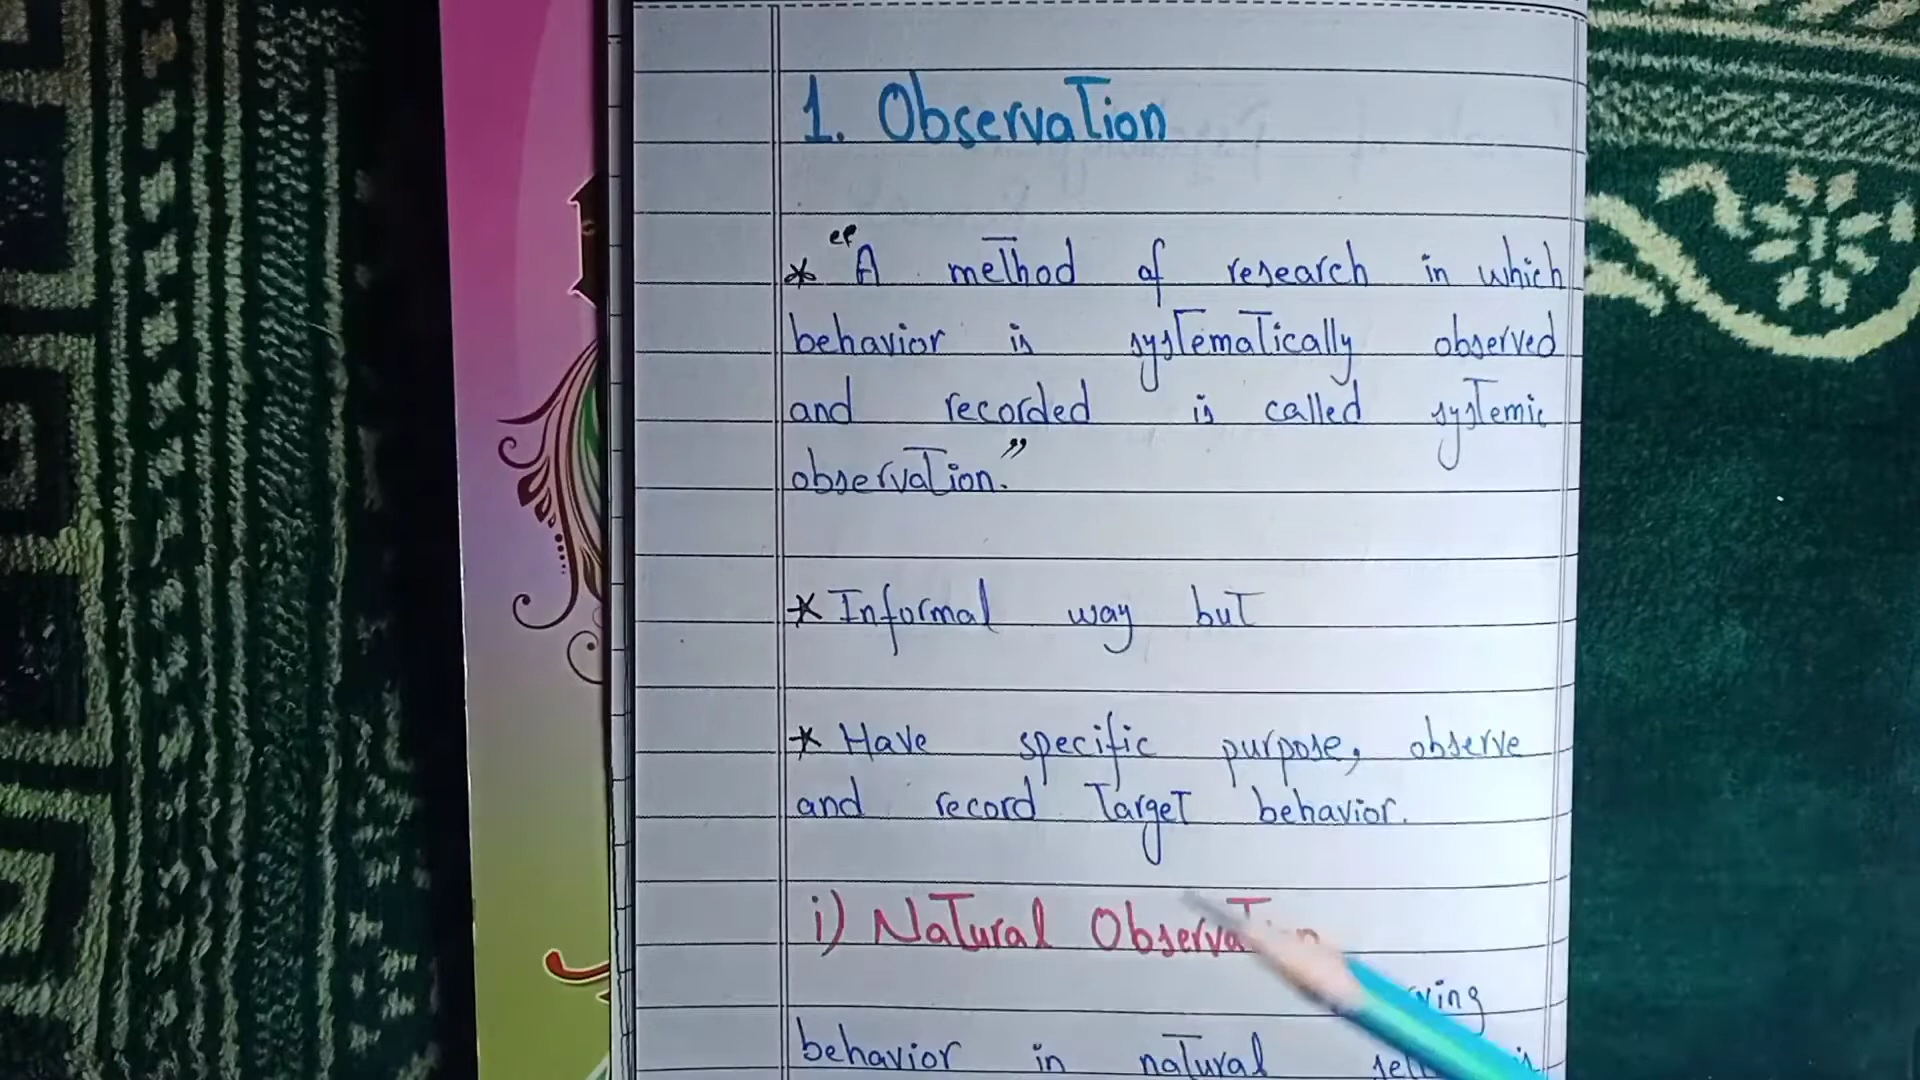 1. Observation
* "A method of research in which
behavior is systematically observed
and recorded is called systemic
observation."
* Informal way but
* Have specific purpose, observe
and record Target behavior.
i) Natural Observation
behavior in natural